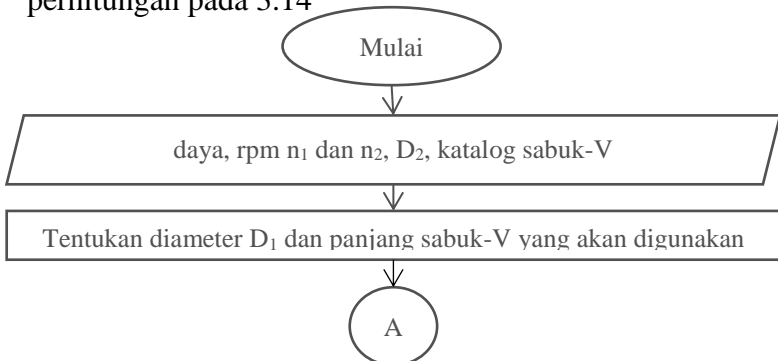 perhitungan pada 3.14
Mulai
daya, rpm n₁ dan n₂, D₂, katalog sabuk-V
Tentukan diameter D₁ dan panjang sabuk-V yang akan digunakan
A